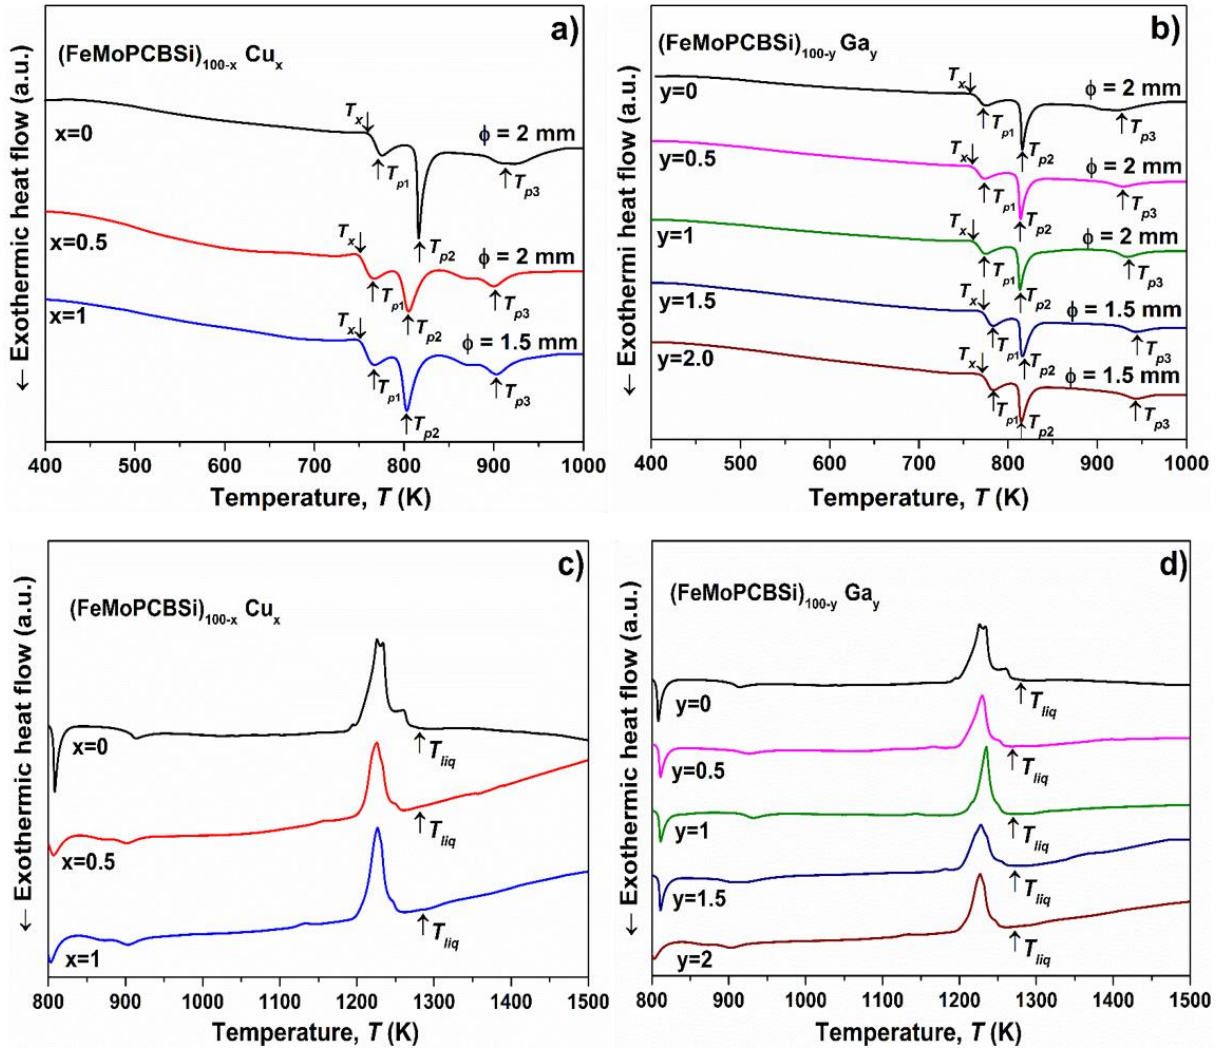 a)
(FeMoPCBSi)100-x Cux
x=0
Tx↓
↑Tp1
↑Tp2
ϕ = 2 mm
↑Tp3
x=0.5
Tx↓
↑Tp1
↑Tp2
ϕ = 2 mm
↑Tp3
x=1
Tx↓
↑Tp1
↑Tp2
ϕ = 1.5 mm
↑Tp3
← Exothermic heat flow (a.u.)
400 500 600 700 800 900 1000
Temperature, T (K)
b)
(FeMoPCBSi)100-y Gay
y=0
Tx↓
↑Tp1
↑Tp2
ϕ = 2 mm
↑Tp3
y=0.5
Tx↓
↑Tp1
↑Tp2
ϕ = 2 mm
↑Tp3
y=1
Tx↓
↑Tp1
↑Tp2
ϕ = 2 mm
↑Tp3
y=1.5
Tx↓
↑Tp1
↑Tp2
ϕ = 1.5 mm
↑Tp3
y=2.0
Tx↓
↑Tp1
↑Tp2
ϕ = 1.5 mm
↑Tp3
← Exothermi heat flow (a.u.)
400 500 600 700 800 900 1000
Temperature, T (K)
c)
(FeMoPCBSi)100-x Cux
x=0
↑Tliq
x=0.5
↑Tliq
x=1
↑Tliq
← Exothermic heat flow (a.u.)
800 900 1000 1100 1200 1300 1400 1500
Temperature, T (K)
d)
(FeMoPCBSi)100-y Gay
y=0
↑Tliq
y=0.5
↑Tliq
y=1
↑Tliq
y=1.5
↑Tliq
y=2
↑Tliq
← Exothermic heat flow (a.u.)
800 900 1000 1100 1200 1300 1400 1500
Temperature, T (K)